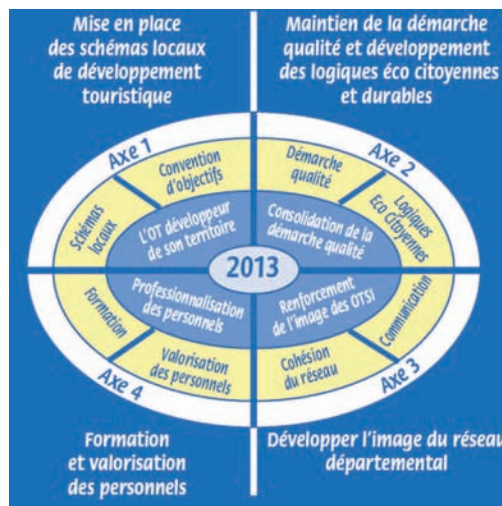 Mise en place
des schémas locaux
de développement
touristique
Maintien de la démarche
qualité et développement
des logiques éco citoyennes
et durables
Axe 1
Axe 2
Schémas
locaux
Convention
d'objectifs
Démarche
qualité
Logiques
Eco Citoyennes
L'OT développeur
de son territoire
Consolidation de la
démarche qualité
2013
Professionnalisation
des personnels
Renforcement
de l'image des OTSI
Formation
Valorisation
des personnels
Cohésion
du réseau
Communication
Axe 4
Axe 3
Formation
et valorisation
des personnels
Développer l'image du réseau
départemental